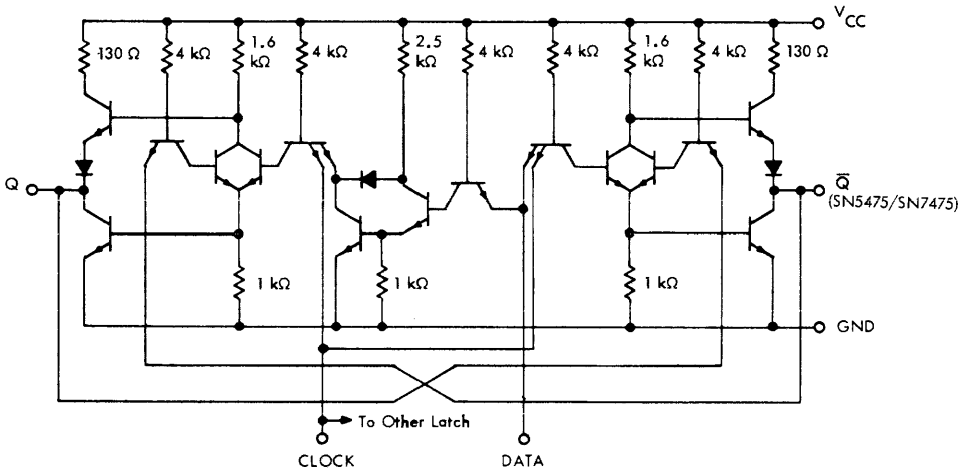 V_CC
130 Ω
4 kΩ
1.6 kΩ
4 kΩ
2.5 kΩ
4 kΩ
4 kΩ
1.6 kΩ
4 kΩ
130 Ω
Q
Q̅
(SN5475/SN7475)
1 kΩ
1 kΩ
1 kΩ
GND
To Other Latch
CLOCK
DATA